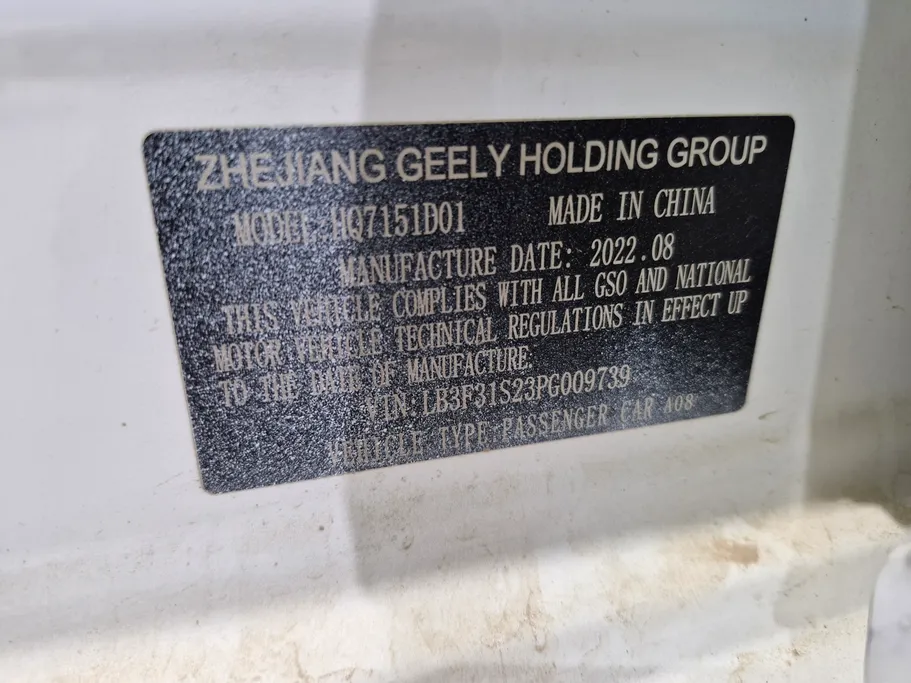 ZHEJIANG GEELY HOLDING GROUP
MODEL HQ7151D01 MADE IN CHINA
MANUFACTURE DATE: 2022.08
THIS VEHICLE COMPLIES WITH ALL GSO AND NATIONAL
MOTOR VEHICLE TECHNICAL REGULATIONS IN EFFECT UP
TO THE DATE OF MANUFACTURE.
VIN:LB3F31S23PG009739
VEHICLE TYPE:PASSENGER CAR A08